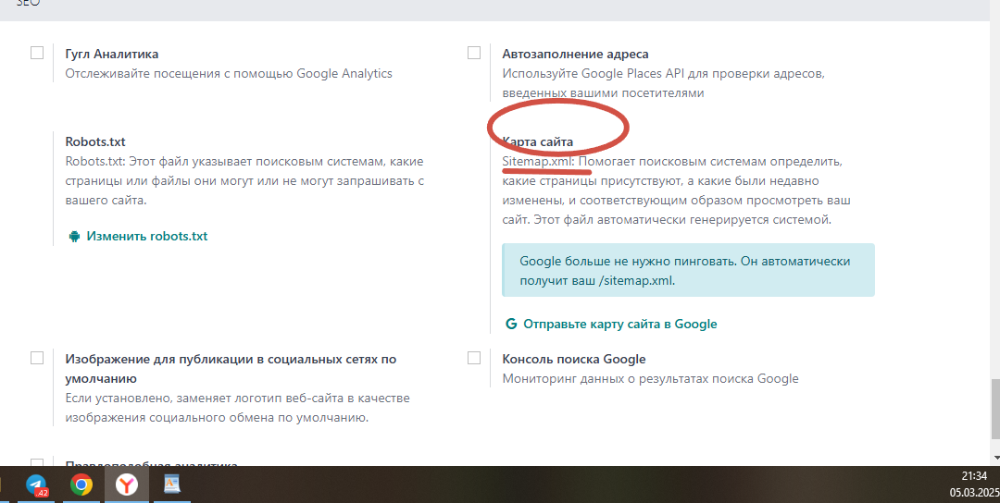 SEO
Гугл Аналитика
Отслеживайте посещения с помощью Google Analytics
Автозаполнение адреса
Используйте Google Places API для проверки адресов,
введенных вашими посетителями
Robots.txt
Robots.txt: Этот файл указывает поисковым системам, какие
страницы или файлы они могут или не могут запрашивать с
вашего сайта.
Изменить robots.txt
Карта сайта
Sitemap.xml: Помогает поисковым системам определить,
какие страницы присутствуют, а какие были недавно
изменены, и соответствующим образом просмотреть ваш
сайт. Этот файл автоматически генерируется системой.
Google больше не нужно пинговать. Он автоматически
получит ваш /sitemap.xml.
Отправьте карту сайта в Google
Изображение для публикации в социальных сетях по
умолчанию
Если установлено, заменяет логотип веб-сайта в качестве
изображения социального обмена по умолчанию.
Консоль поиска Google
Мониторинг данных о результатах поиска Google
Правдоподобная аналитика
.42
21:34
05.03.2025